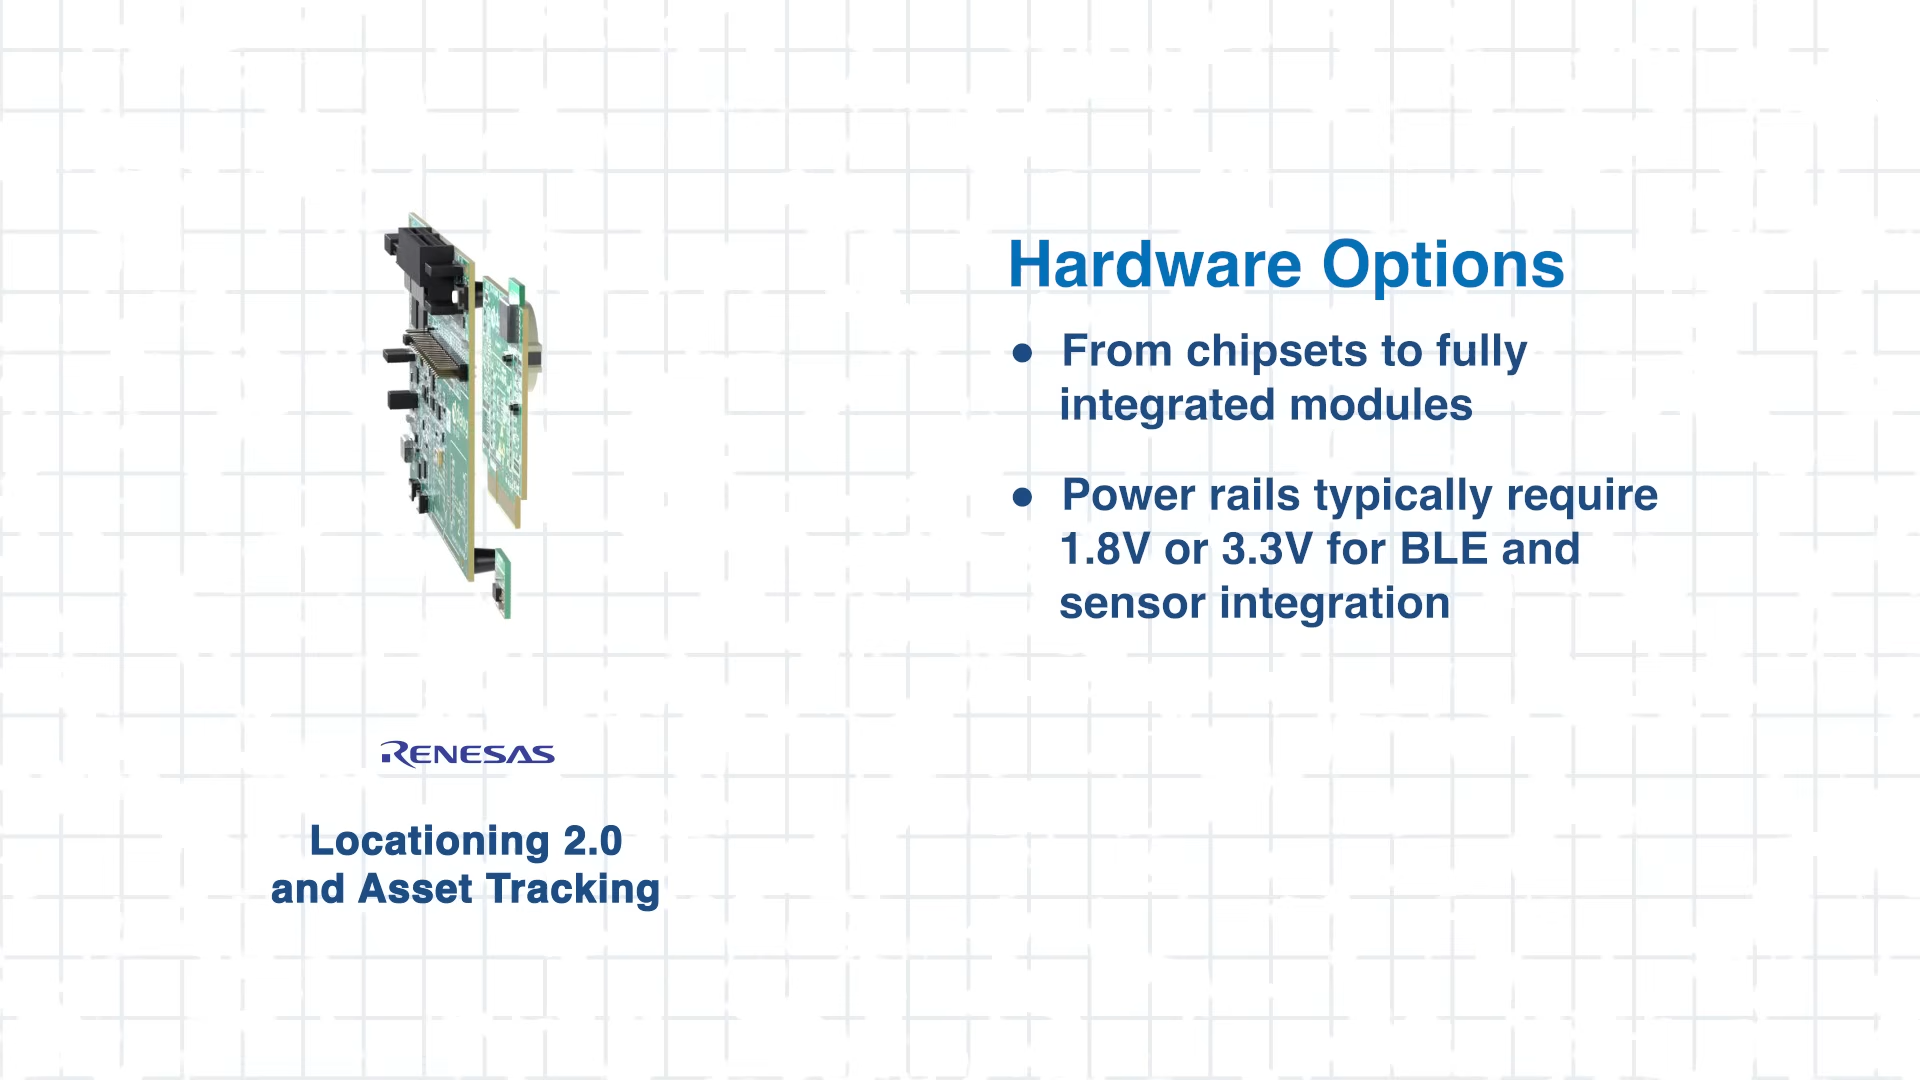 Hardware Options
● From chipsets to fully
integrated modules
● Power rails typically require
1.8V or 3.3V for BLE and
sensor integration
RENESAS
Locationing 2.0
and Asset Tracking